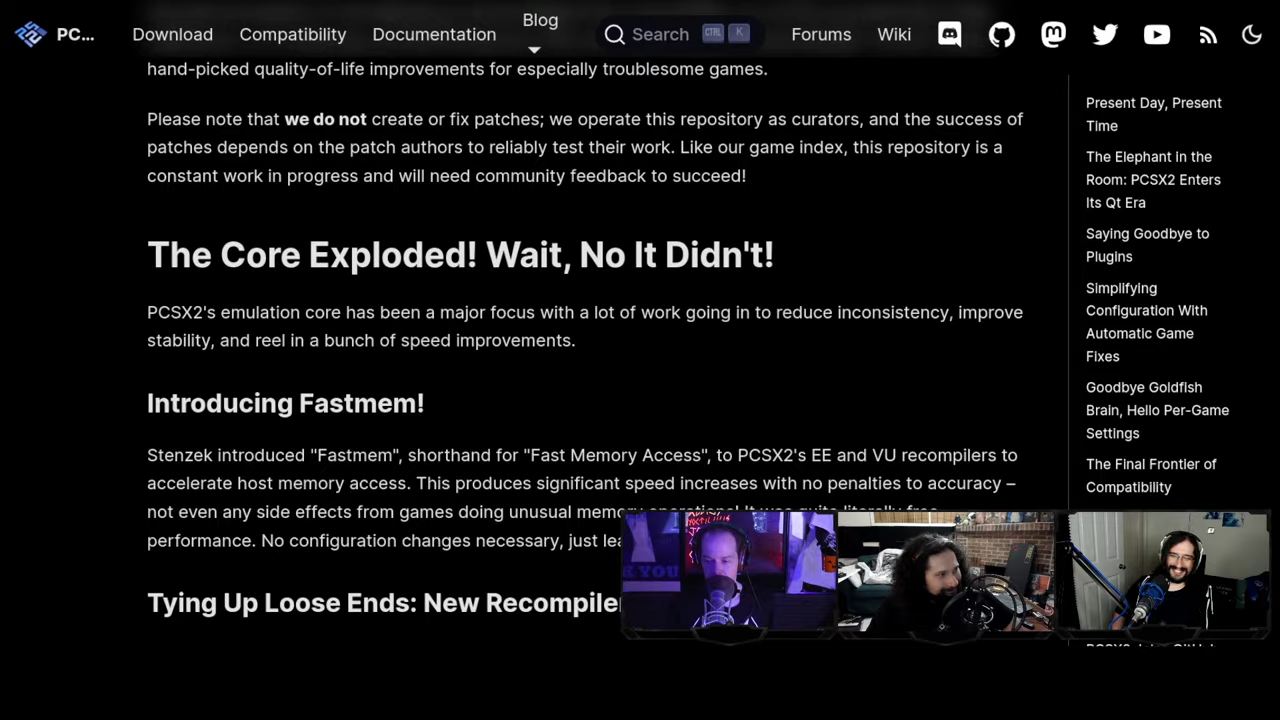 PC...
Download
Compatibility
Documentation
Blog
Search
CTRL
K
Forums
Wiki
hand-picked quality-of-life improvements for especially troublesome games.
Please note that we do not create or fix patches; we operate this repository as curators, and the success of
patches depends on the patch authors to reliably test their work. Like our game index, this repository is a
constant work in progress and will need community feedback to succeed!
The Core Exploded! Wait, No It Didn't!
PCSX2's emulation core has been a major focus with a lot of work going in to reduce inconsistency, improve
stability, and reel in a bunch of speed improvements.
Introducing Fastmem!
Stenzek introduced "Fastmem", shorthand for "Fast Memory Access", to PCSX2's EE and VU recompilers to
accelerate host memory access. This produces significant speed increases with no penalties to accuracy –
not even any side effects from games doing unusual memory operations! It was quite literally free
performance. No configuration changes necessary, just
Tying Up Loose Ends: New Recompiler
Present Day, Present
Time
The Elephant in the
Room: PCSX2 Enters
Its Qt Era
Saying Goodbye to
Plugins
Simplifying
Configuration With
Automatic Game
Fixes
Goodbye Goldfish
Brain, Hello Per-Game
Settings
The Final Frontier of
Compatibility